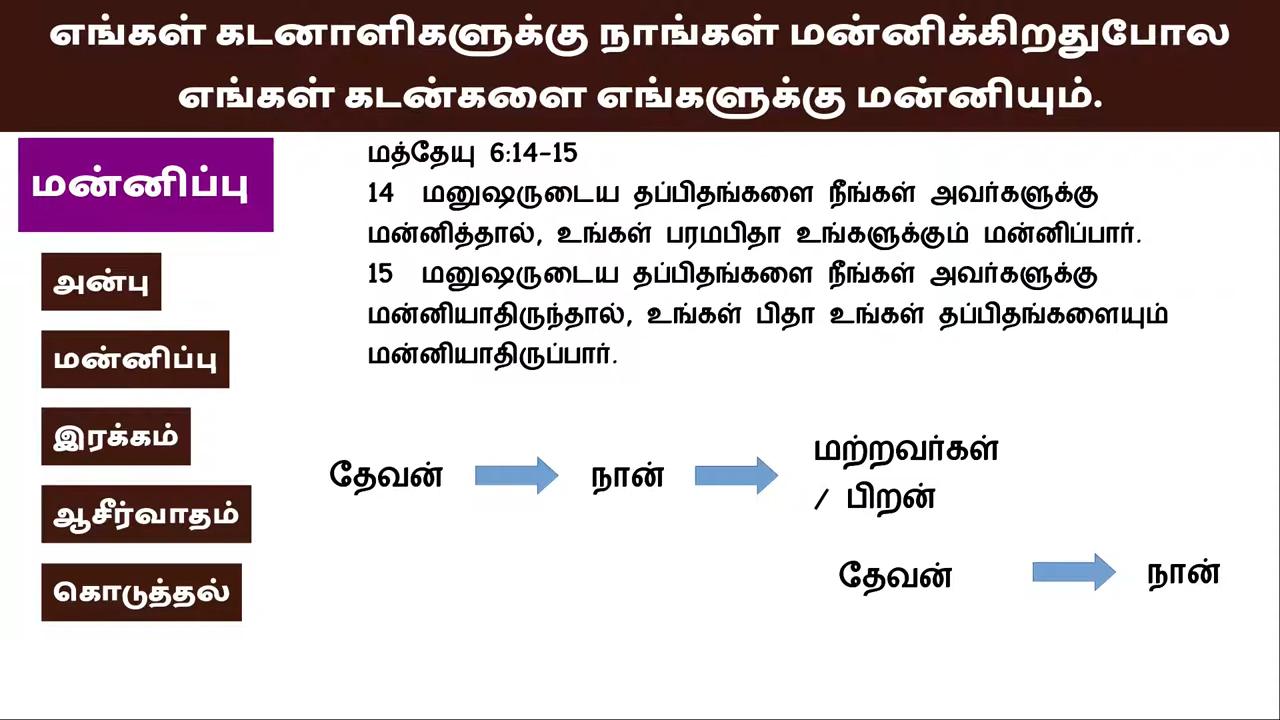 எங்கள் கடனாளிகளுக்கு நாங்கள் மன்னிக்கிறதுபோல
எங்கள் கடன்களை எங்களுக்கு மன்னியும்.
மன்னிப்பு
அன்பு
மன்னிப்பு
இரக்கம்
ஆசீர்வாதம்
கொடுத்தல்
மத்தேயு 6:14-15
14 மனுஷருடைய தப்பிதங்களை நீங்கள் அவர்களுக்கு
மன்னித்தால், உங்கள் பரமபிதா உங்களுக்கும் மன்னிப்பார்.
15 மனுஷருடைய தப்பிதங்களை நீங்கள் அவர்களுக்கு
மன்னியாதிருந்தால், உங்கள் பிதா உங்கள் தப்பிதங்களையும்
மன்னியாதிருப்பார்.
தேவன் நான் மற்றவர்கள்
/ பிறன்
தேவன் நான்